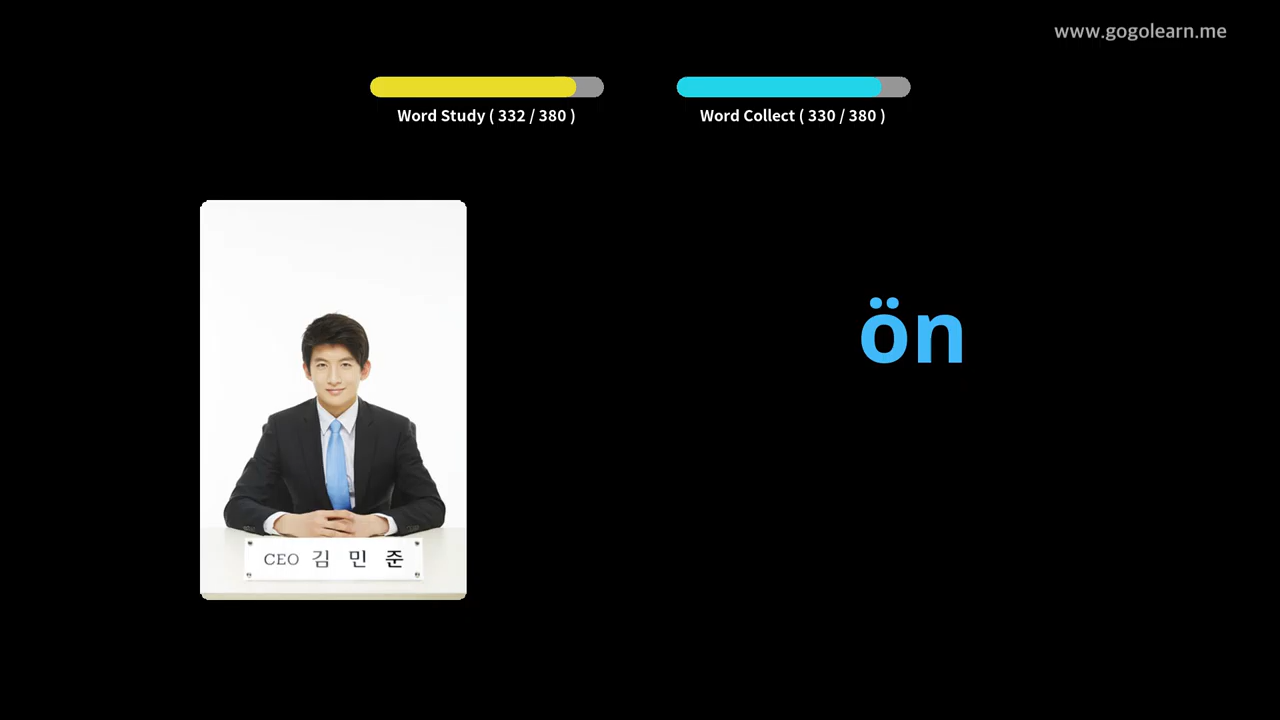 www.gogolearn.me
Word Study ( 332 / 380 )
Word Collect ( 330 / 380 )
ön
CEO 김 민 준